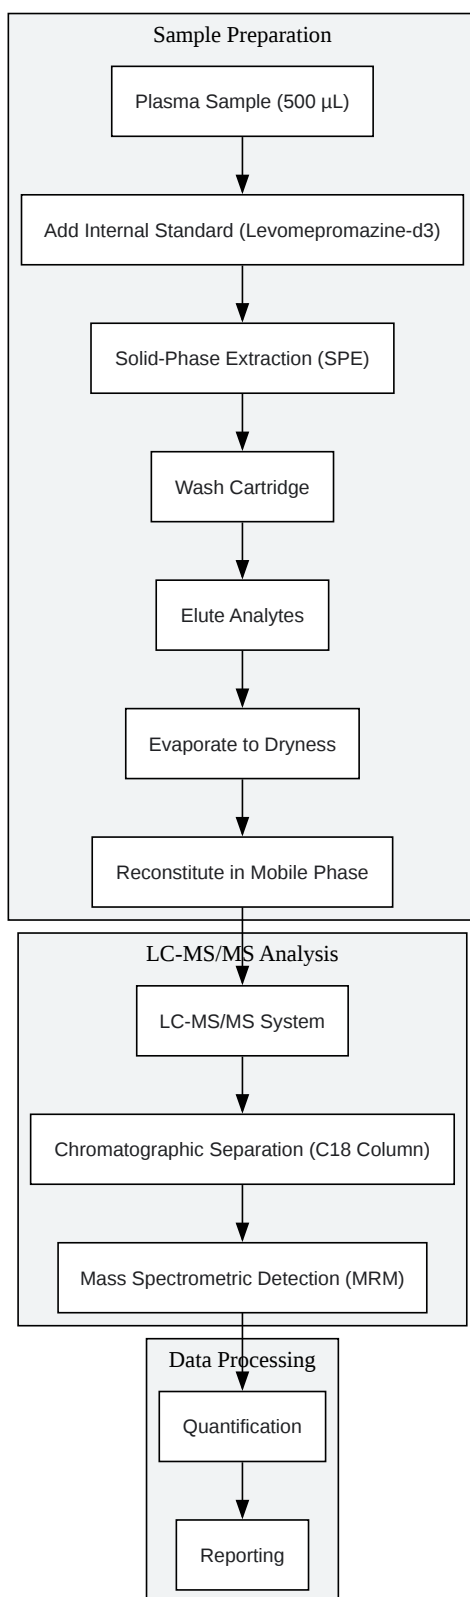 Sample Preparation
Plasma Sample (500 µL)
Add Internal Standard (Levomepromazine-d3)
Solid-Phase Extraction (SPE)
Wash Cartridge
Elute Analytes
Evaporate to Dryness
Reconstitute in Mobile Phase
LC-MS/MS Analysis
LC-MS/MS System
Chromatographic Separation (C18 Column)
Mass Spectrometric Detection (MRM)
Data Processing
Quantification
Reporting